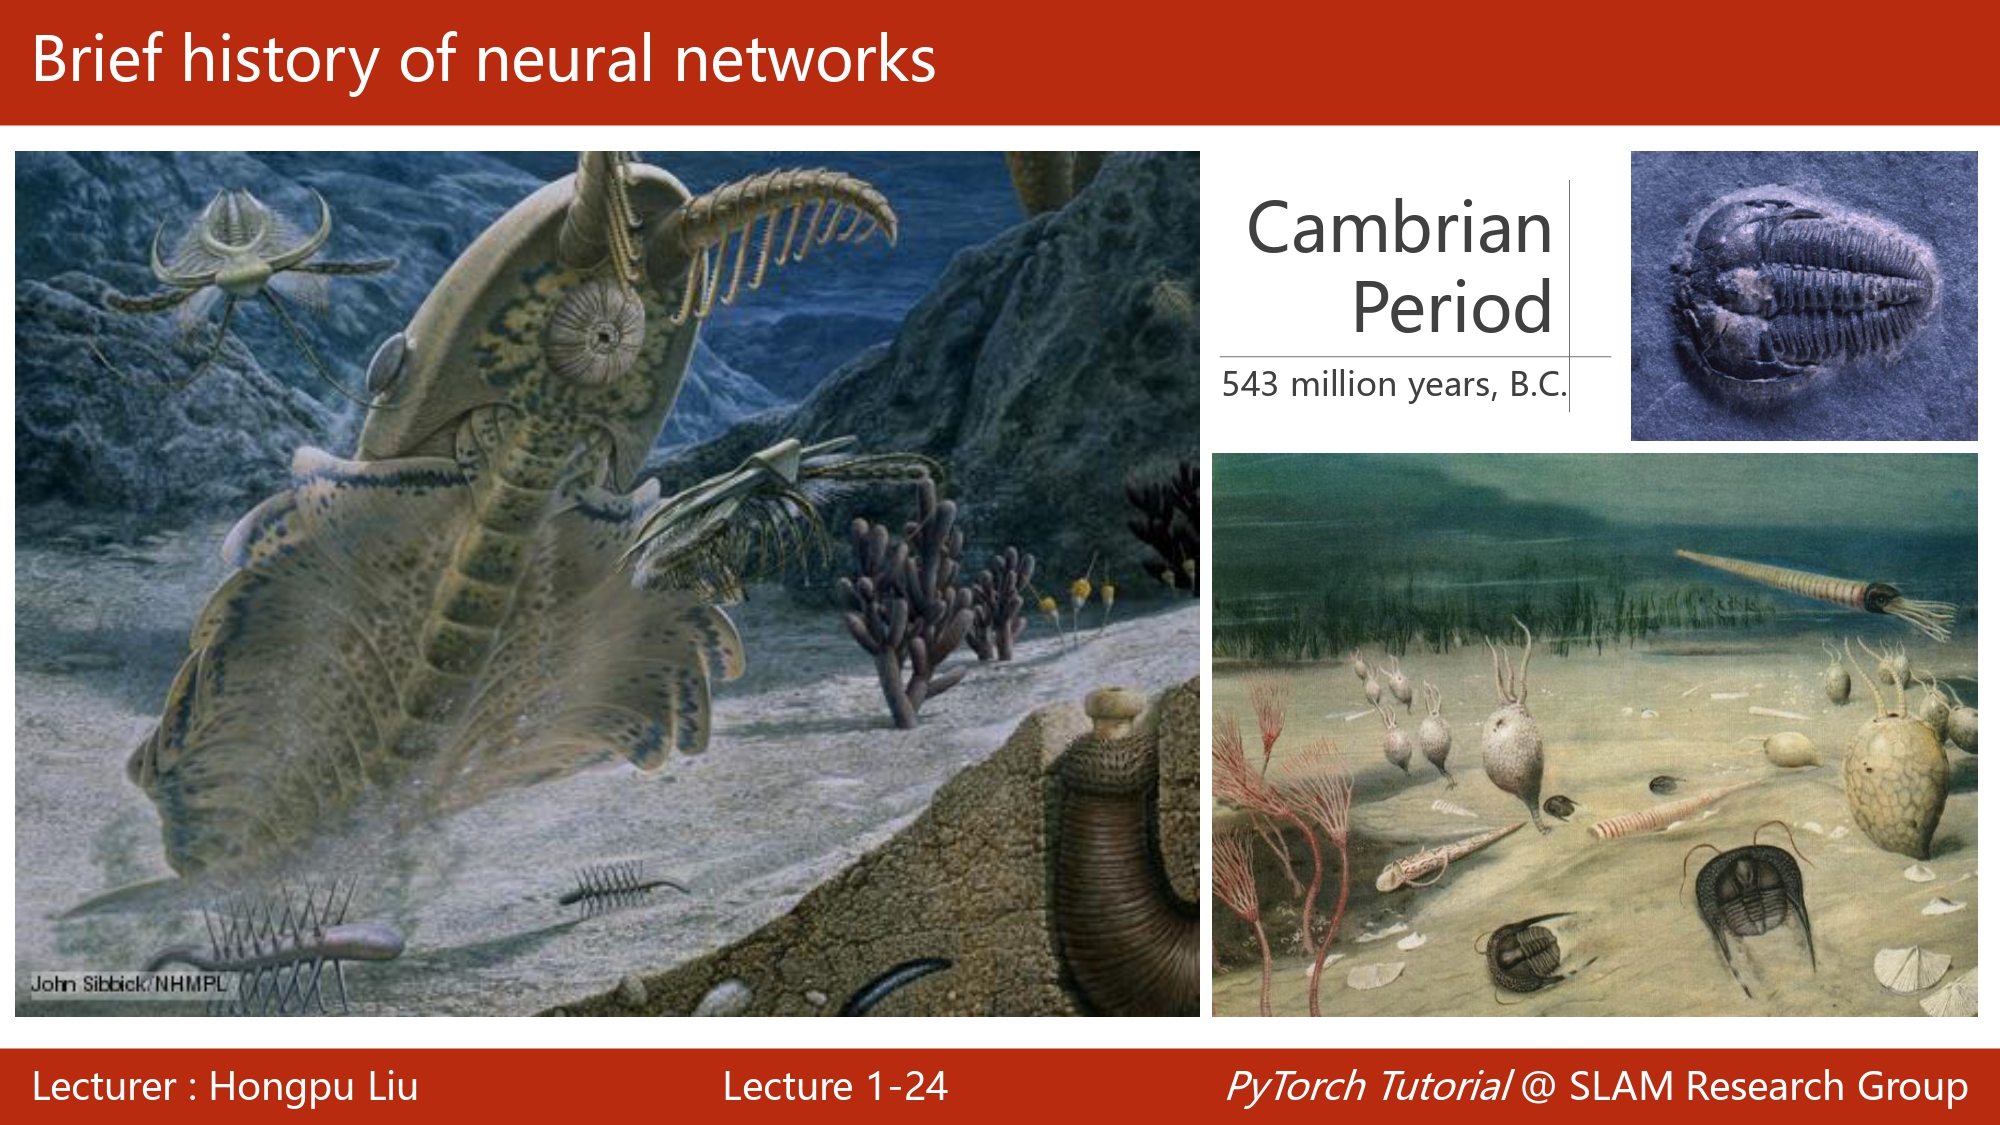 Brief history of neural networks
Cambrian
Period
543 million years, B.C.
John Sibbick/NHMPL
Lecturer : Hongpu Liu
Lecture 1-24
PyTorch Tutorial @ SLAM Research Group